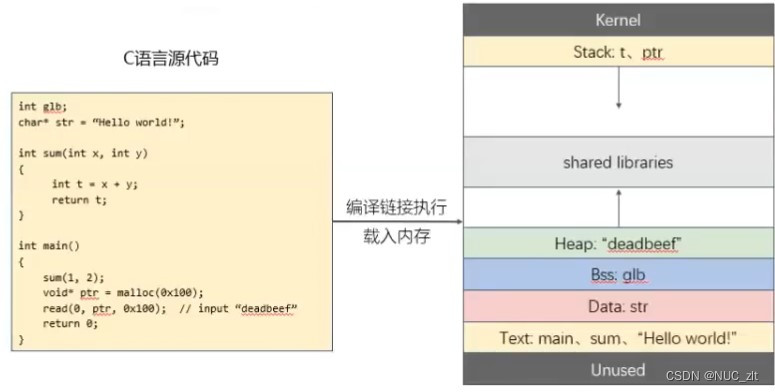 C语言源代码
int glb;
char* str = “Hello world!”;
int sum(int x, int y)
{
int t = x + y;
return t;
}
int main()
{
sum(1, 2);
void* ptr = malloc(0x100);
read(0, ptr, 0x100);  // input “deadbeef”
return 0;
}
编译链接执行
载入内存
Kernel
Stack: t、ptr
shared libraries
Heap: “deadbeef”
Bss: glb
Data: str
Text: main、sum、“Hello world!”
Unused
CSDN @NUC_zlt